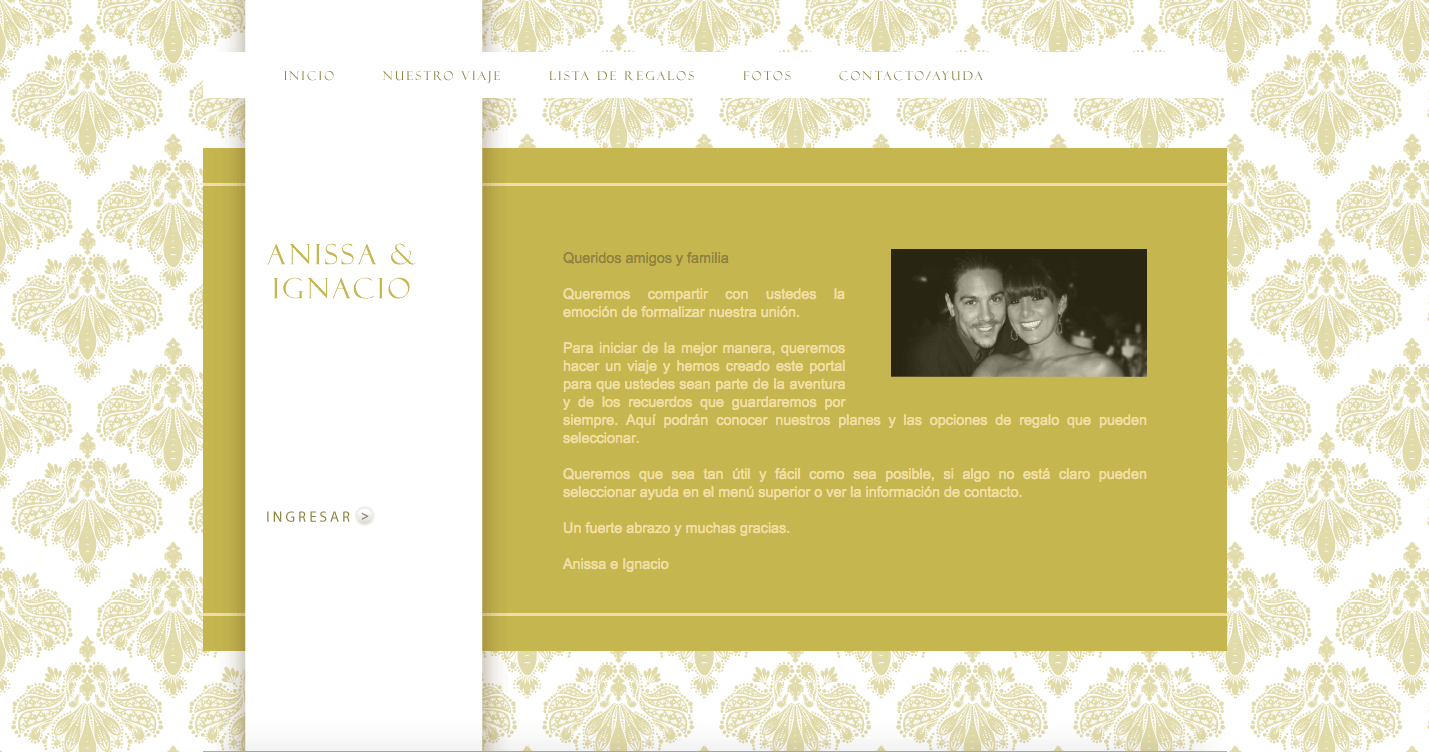 INICIO NUESTRO VIAJE LISTA DE REGALOS FOTOS CONTACTO/AYUDA
ANISSA &
IGNACIO
INGRESAR >
Queridos amigos y familia
Queremos compartir con ustedes la
emoción de formalizar nuestra unión.
Para iniciar de la mejor manera, queremos
hacer un viaje y hemos creado este portal
para que ustedes sean parte de la aventura
y de los recuerdos que guardaremos por
siempre. Aquí podrán conocer nuestros planes y las opciones de regalo que pueden
seleccionar.
Queremos que sea tan útil y fácil como sea posible, si algo no está claro pueden
seleccionar ayuda en el menú superior o ver la información de contacto.
Un fuerte abrazo y muchas gracias.
Anissa e Ignacio